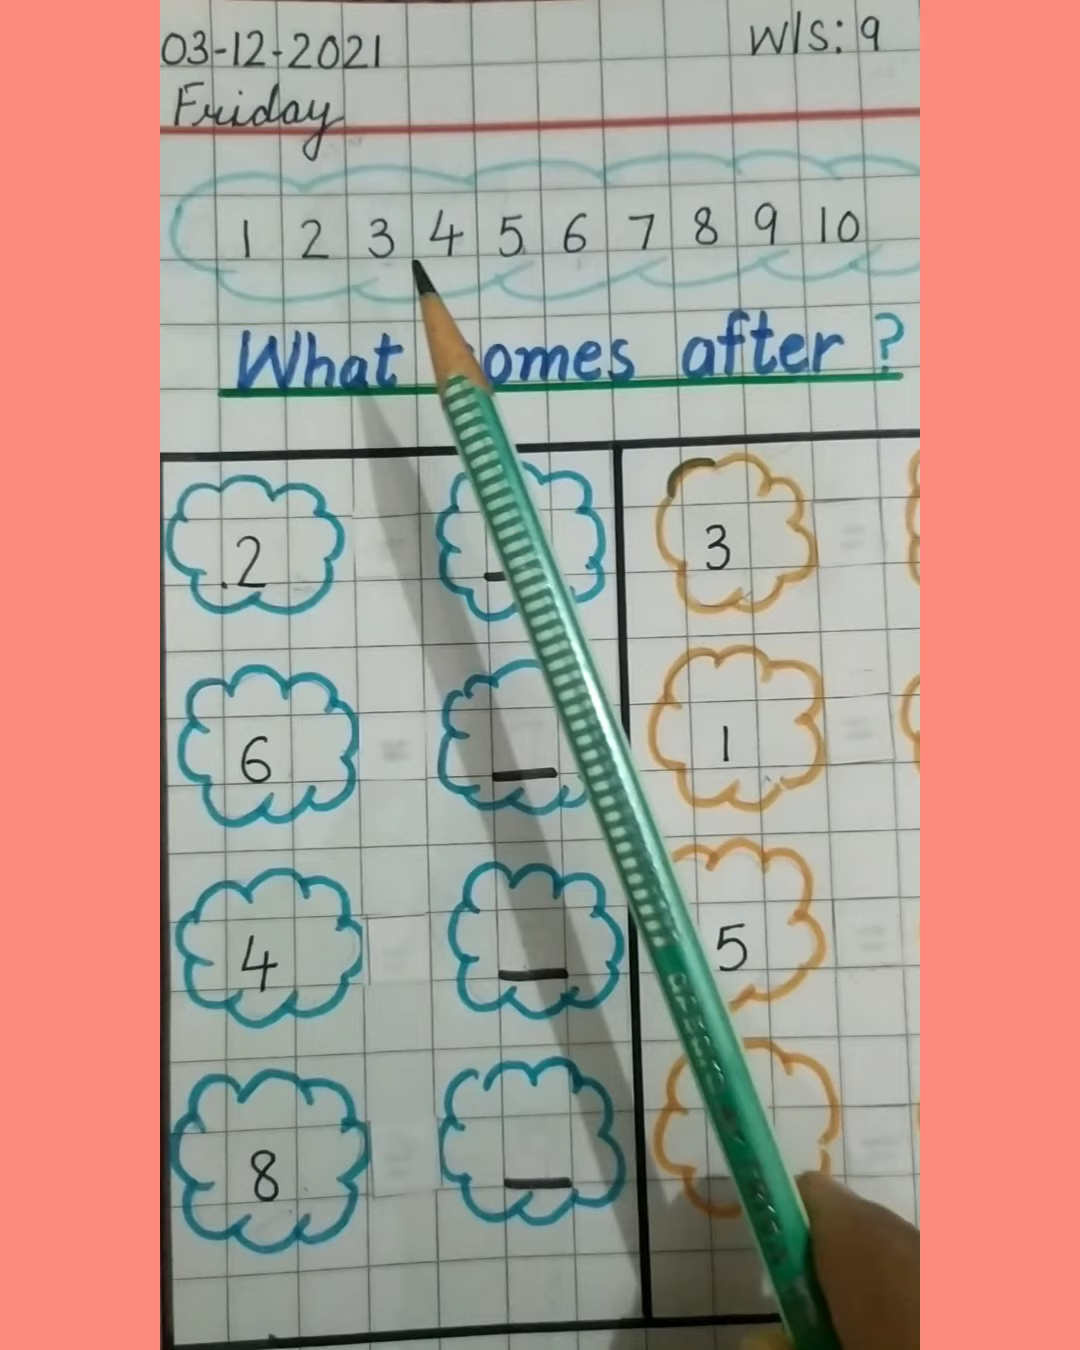 03-12-2021 W/S: 9
Friday
1 2 3 4 5 6 7 8 9 10
What omes after ?
2 = _ 3 =
6 = _ 1 =
4 = _ 5 =
8 = _ =